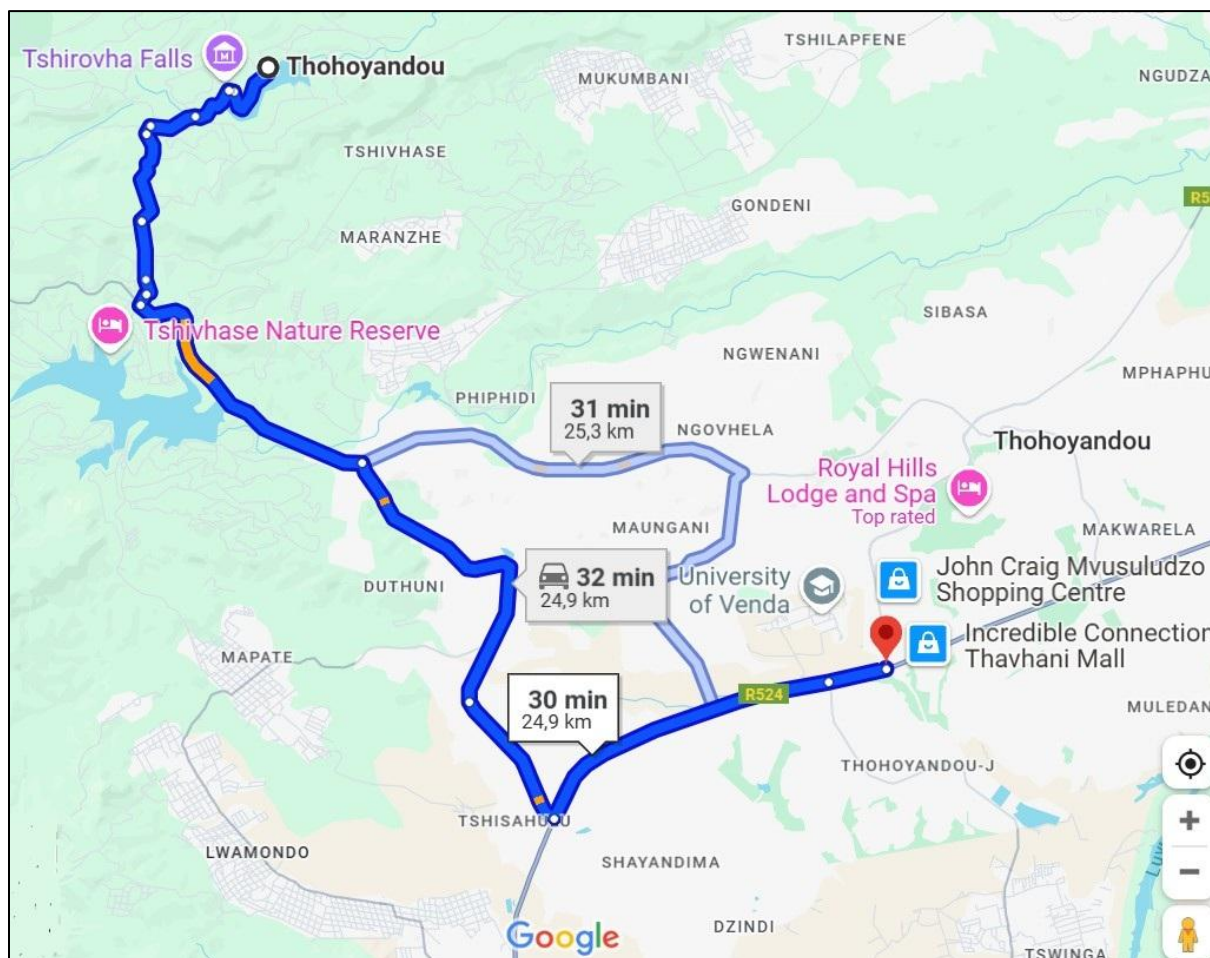 TSHILAPFENE
Tshirovha Falls
Thohoyandou
MUKUMBANI
NGUDZA
TSHIVHASE
R5
GONDENI
MARANZHE
SIBASA
Tshivhase Nature Reserve
NGWENANI
MPHAPHU
PHIPHIDI
31 min
25,3 km
NGOVHELA
Thohoyandou
Royal Hills
Lodge and Spa
Top rated
MAUNGANI
MAKWARELA
John Craig Mvusuludzo
Shopping Centre
University
of Venda
32 min
24,9 km
DUTHUNI
Incredible Connection
Thavhani Mall
MAPATE
30 min
24,9 km
R524
MULEDAN
THOHOYANDOU-J
TSHISAHULU
LWAMONDO
SHAYANDIMA
LUV
DZINDI
Google
TSWINGA